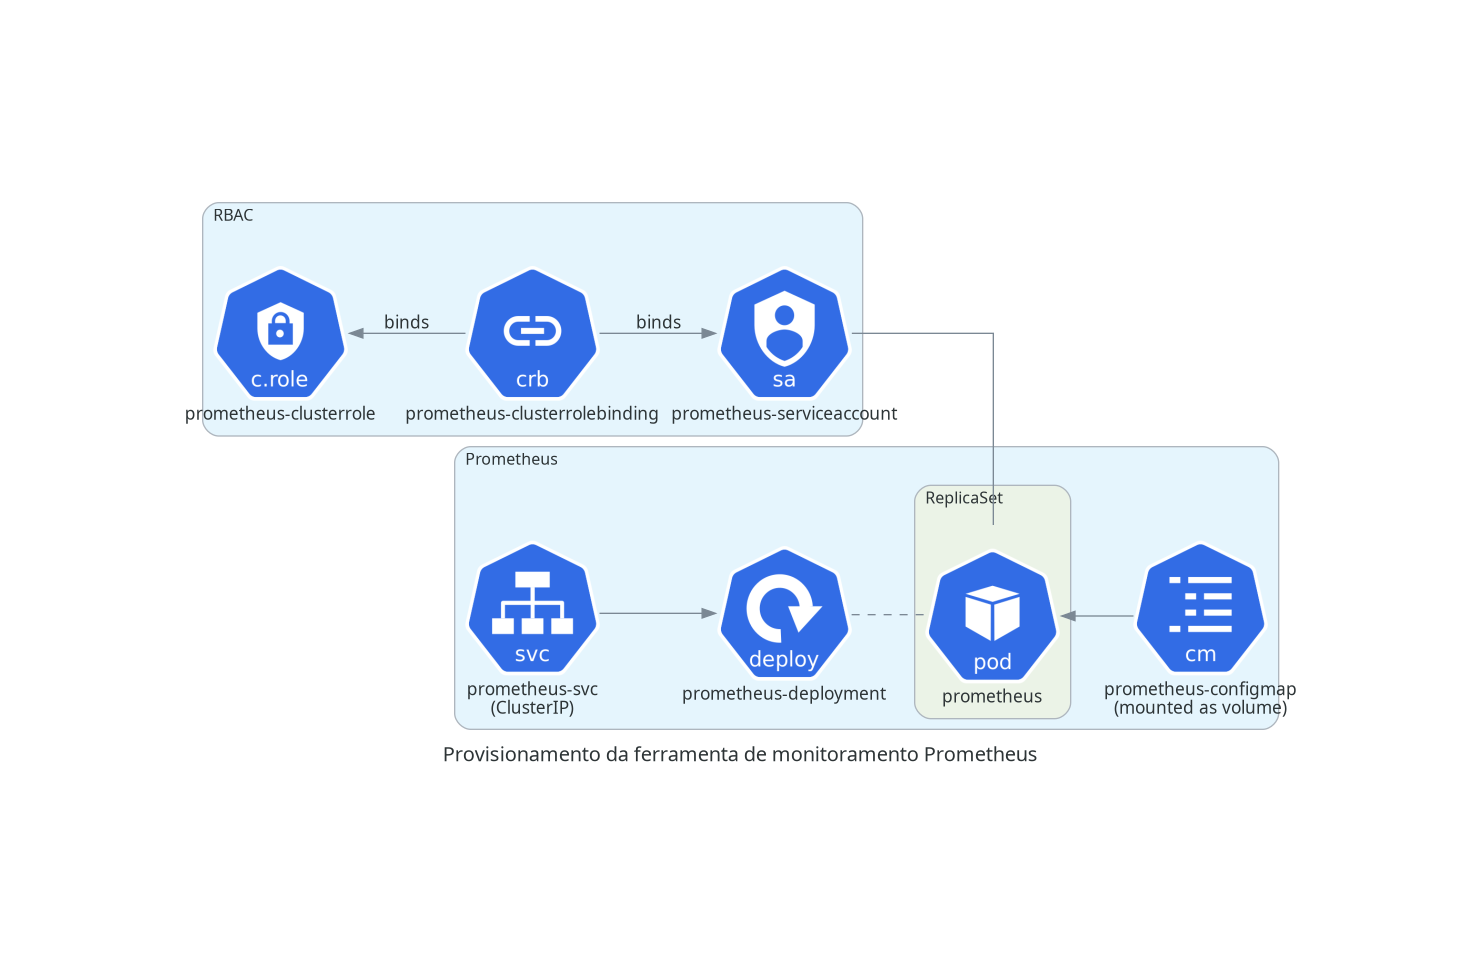 RBAC
binds
binds
c.role
crb
sa
prometheus-clusterrole
prometheus-clusterrolebinding
prometheus-serviceaccount
Prometheus
ReplicaSet
svc
deploy
pod
cm
prometheus-svc
(ClusterIP)
prometheus-deployment
prometheus
prometheus-configmap
(mounted as volume)
Provisionamento da ferramenta de monitoramento Prometheus